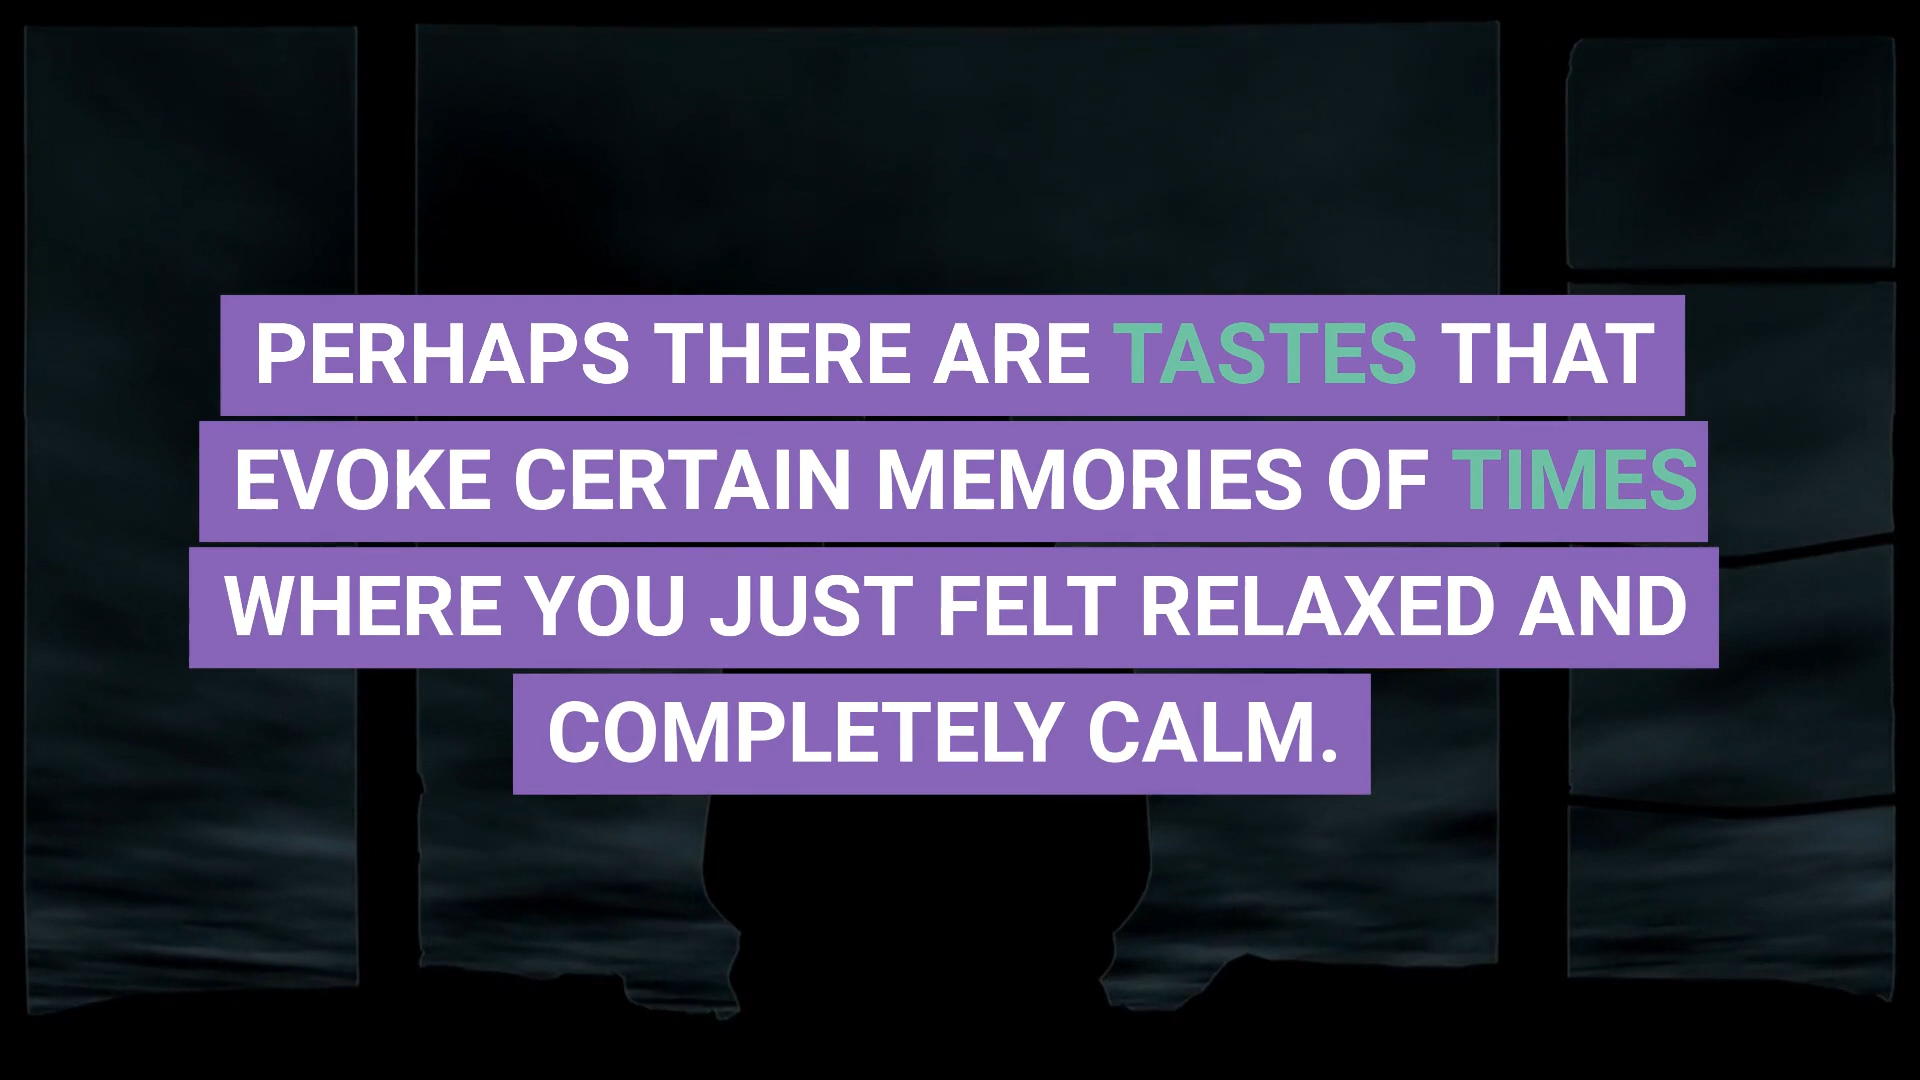 PERHAPS THERE ARE TASTES THAT
EVOKE CERTAIN MEMORIES OF TIMES
WHERE YOU JUST FELT RELAXED AND
COMPLETELY CALM.